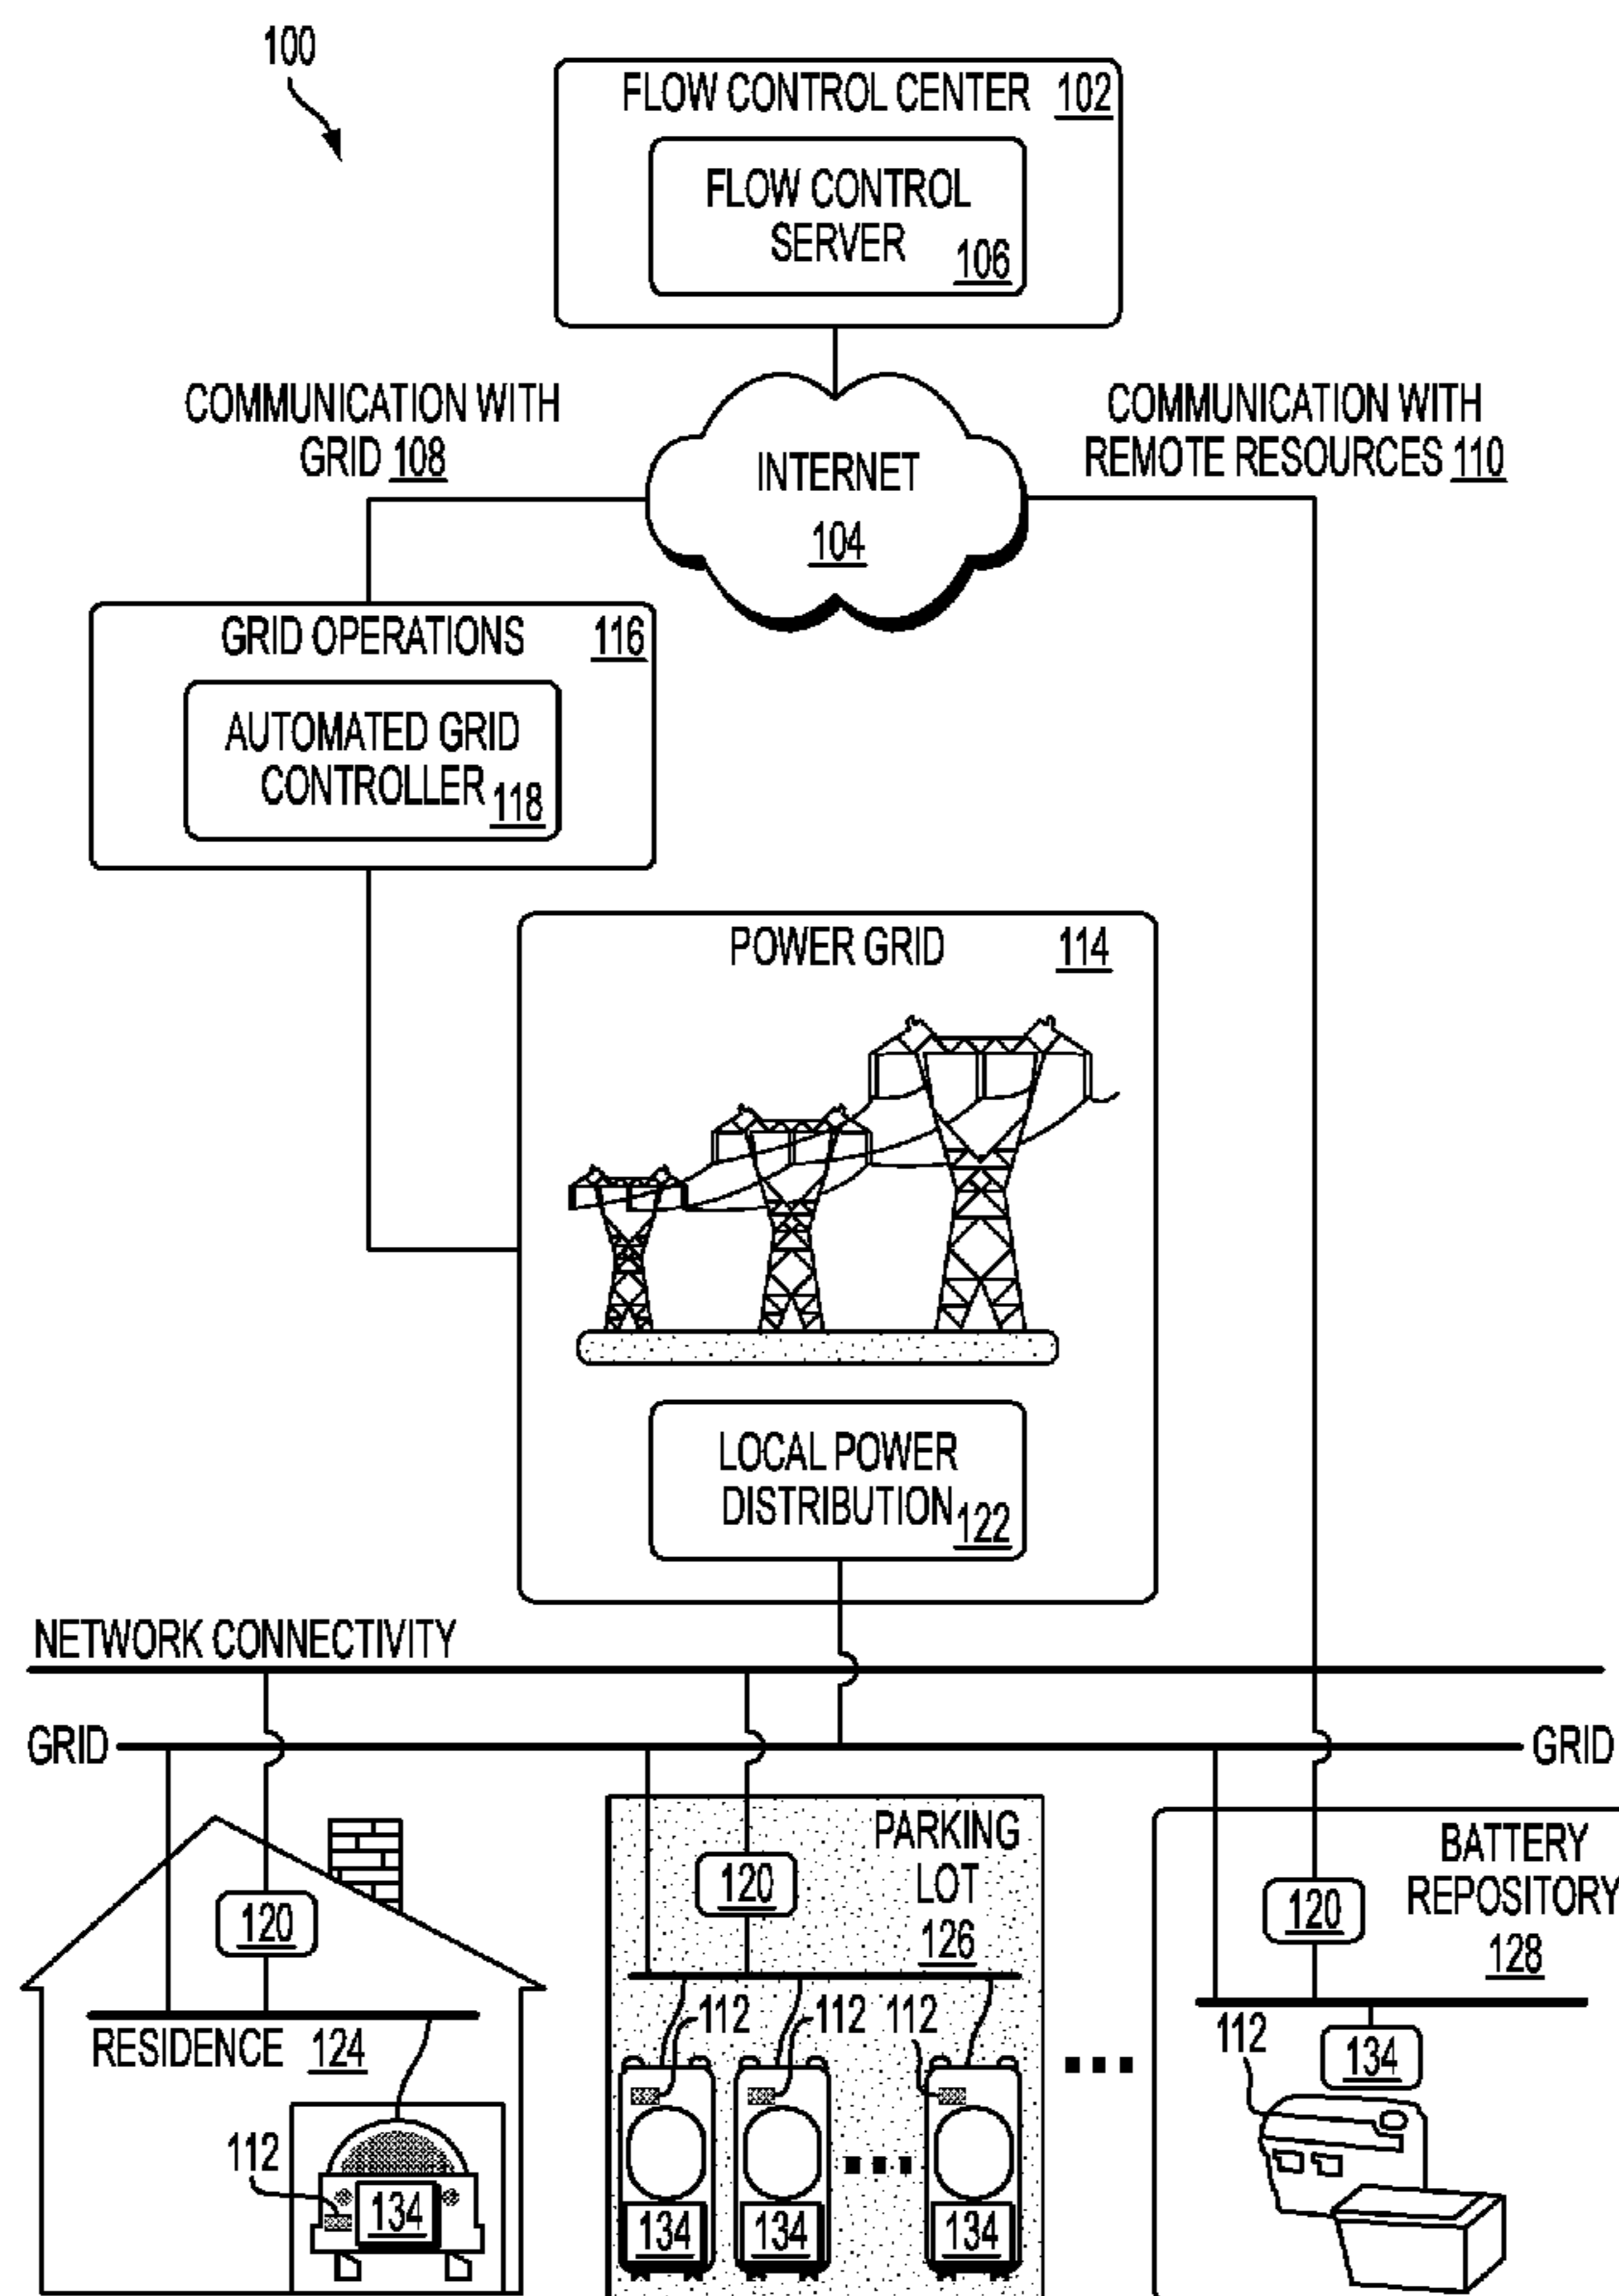 100
FLOW CONTROL CENTER 102
FLOW CONTROL
SERVER
106
COMMUNICATION WITH
GRID 108
INTERNET
104
COMMUNICATION WITH
REMOTE RESOURCES 110
GRID OPERATIONS 116
AUTOMATED GRID
CONTROLLER 118
POWER GRID 114
LOCAL POWER
DISTRIBUTION 122
NETWORK CONNECTIVITY
GRID GRID
120
RESIDENCE 124
112
134
PARKING
LOT
126
120
112 112 112
134 134 134
BATTERY
REPOSITORY
128
120
112
134